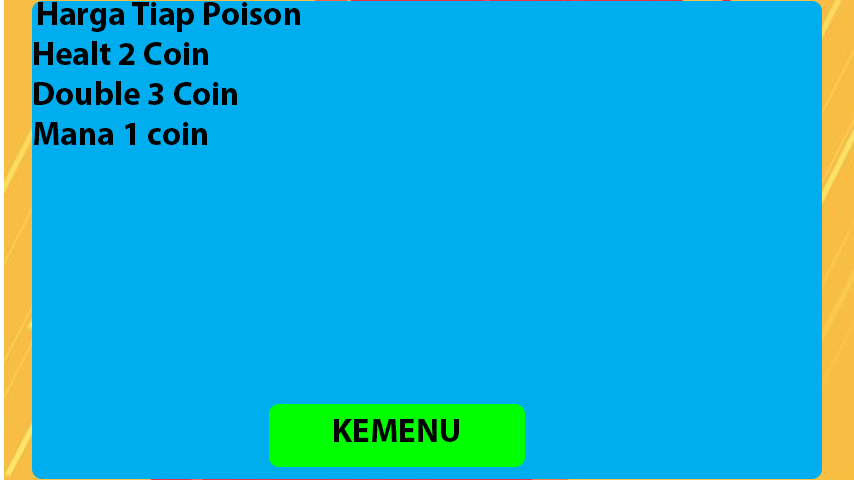 Harga Tiap Poison
Healt 2 Coin
Double 3 Coin
Mana 1 coin
KEMENU